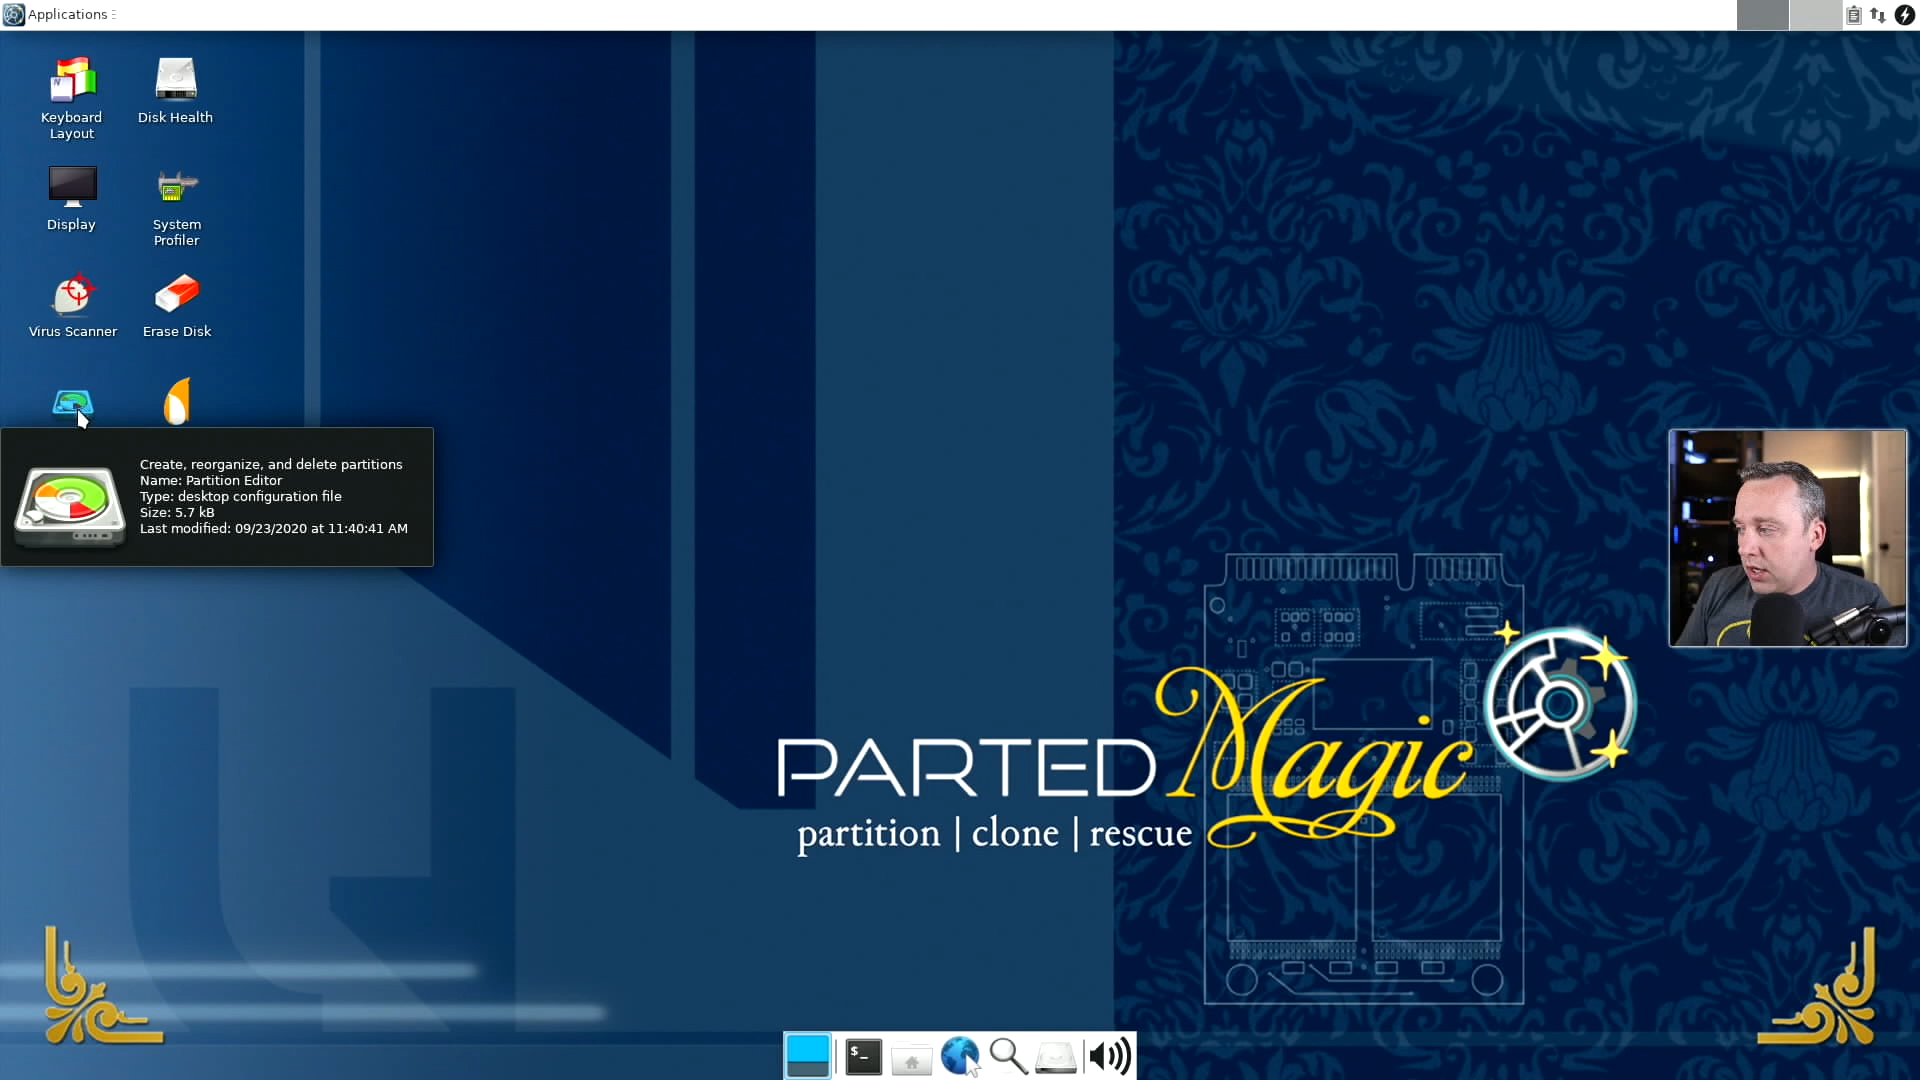 Applications
Keyboard
Layout
Disk Health
Display
System
Profiler
Virus Scanner
Erase Disk
Create, reorganize, and delete partitions
Name: Partition Editor
Type: desktop configuration file
Size: 5.7 kB
Last modified: 09/23/2020 at 11:40:41 AM
PARTED Magic
partition | clone | rescue
$_